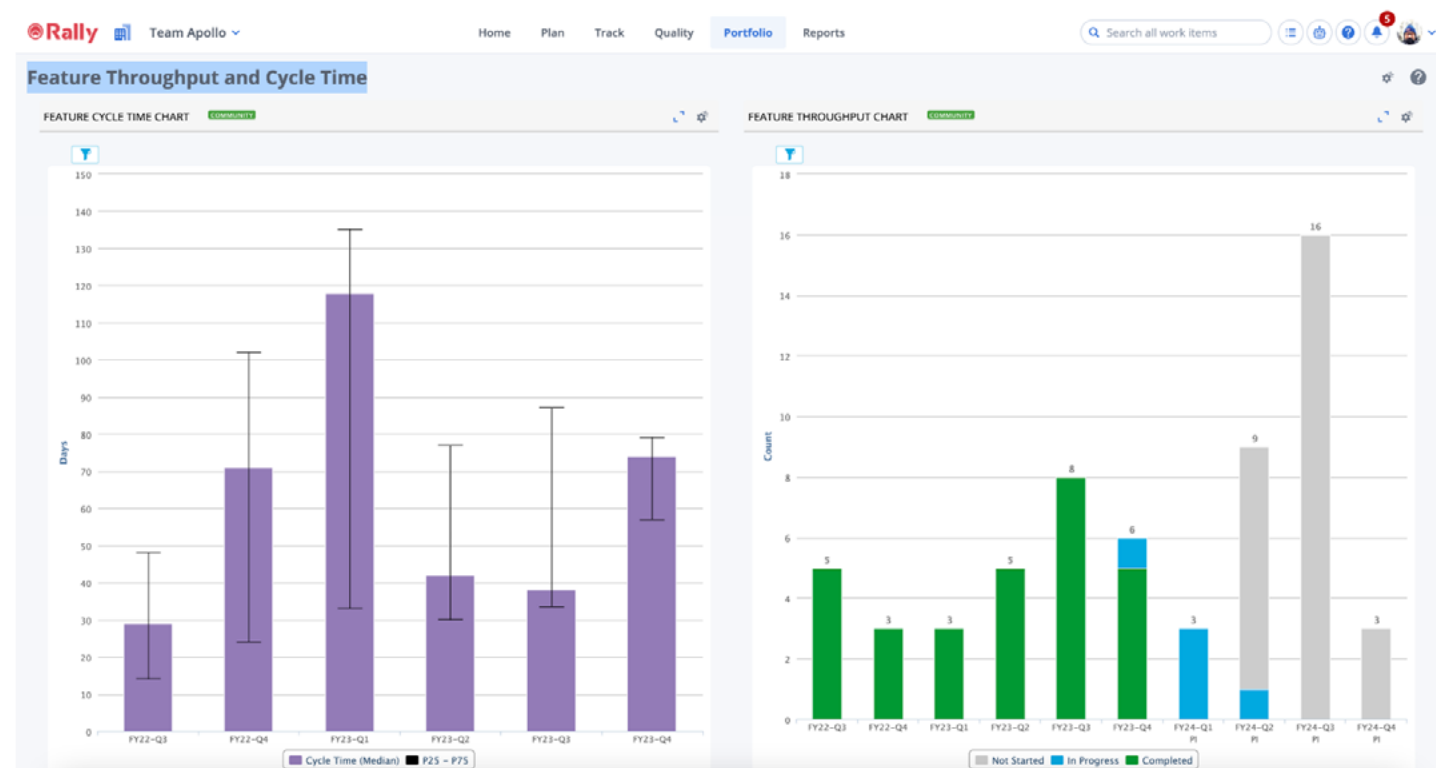 Rally Team Apollo Home Plan Track Quality Portfolio Reports Search all work items 5
Feature Throughput and Cycle Time
FEATURE CYCLE TIME CHART COMMUNITY
150
140
130
120
110
100
90
80
70
60
50
40
30
20
10
0
Days
FY22-Q3 FY22-Q4 FY23-Q1 FY23-Q2 FY23-Q3 FY23-Q4
Cycle Time (Median) P25 - P75
FEATURE THROUGHPUT CHART COMMUNITY
18
16
14
12
10
8
6
4
2
0
Count
5 3 3 5 8 6 3 9 16 3
FY22-Q3 FY22-Q4 FY23-Q1 FY23-Q2 FY23-Q3 FY23-Q4 FY24-Q1 FY24-Q2 FY24-Q3 FY24-Q4
PI PI PI PI
Not Started In Progress Completed